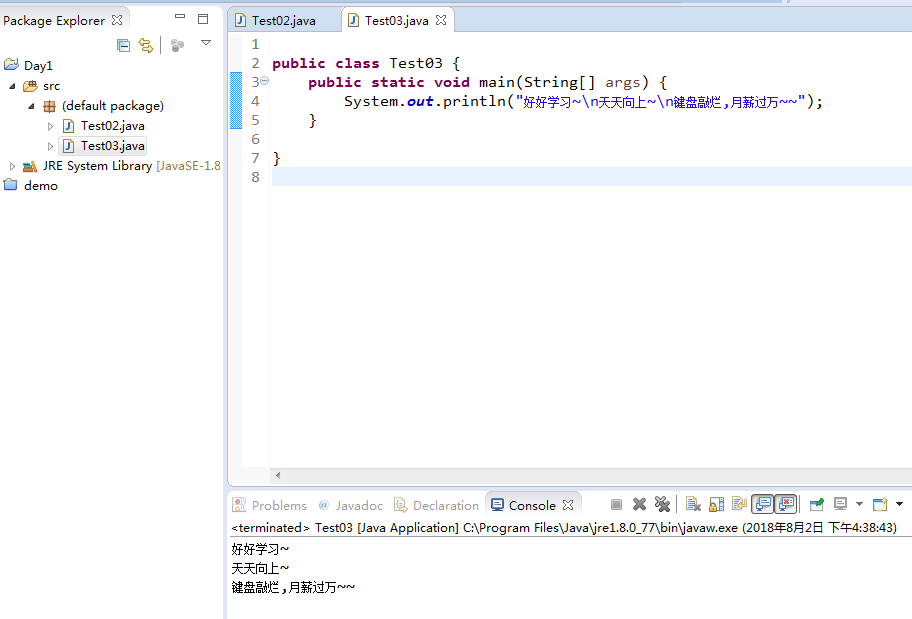 Package Explorer
Day1
src
(default package)
Test02.java
Test03.java
JRE System Library [JavaSE-1.8
demo
Test02.java Test03.java
1
2 public class Test03 {
3 public static void main(String[] args) {
4 System.out.println("好好学习~\n天天向上~\n键盘敲烂,月薪过万~~");
5 }
6
7 }
8
Problems @ Javadoc Declaration Console
<terminated> Test03 [Java Application] C:\Program Files\Java\jre1.8.0_77\bin\javaw.exe (2018年8月2日 下午4:38:43)
好好学习~
天天向上~
键盘敲烂,月薪过万~~